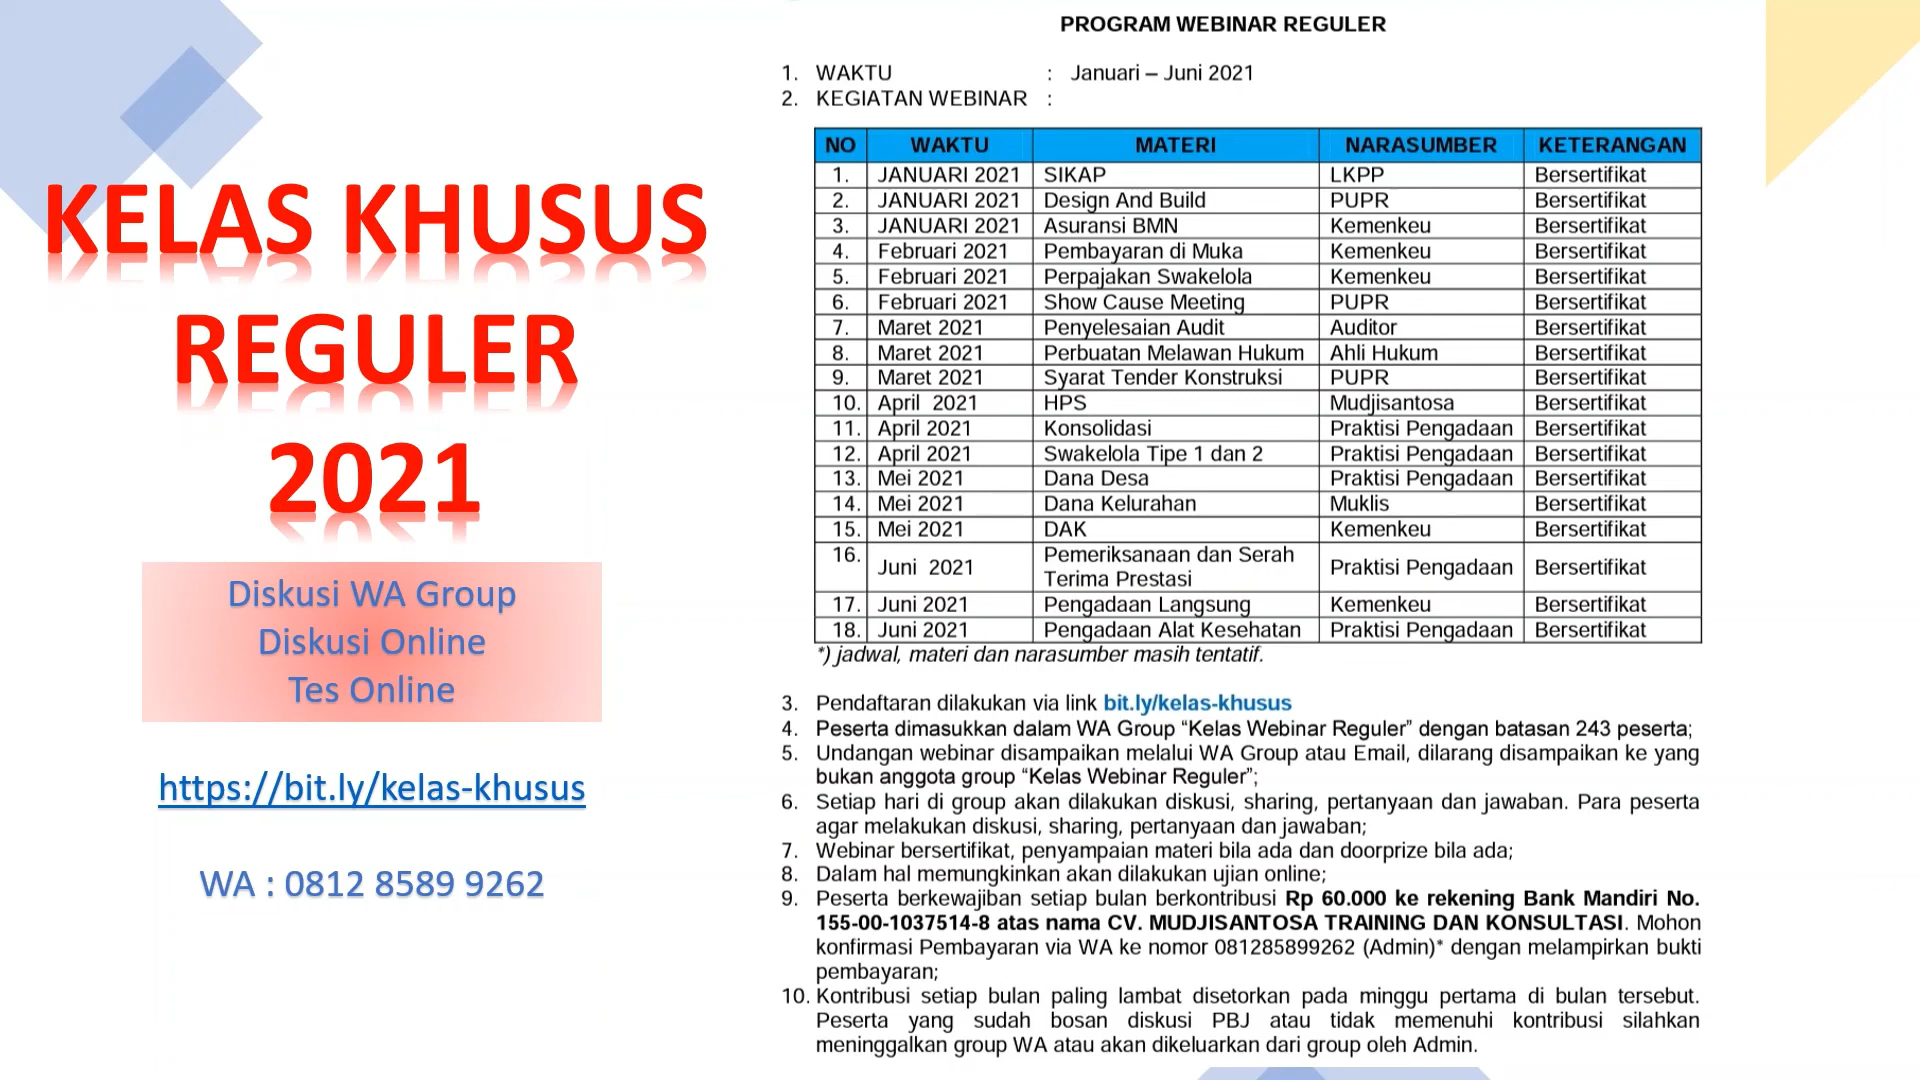 KELAS KHUSUS
REGULER
2021
Diskusi WA Group
Diskusi Online
Tes Online
https://bit.ly/kelas-khusus
WA : 0812 8589 9262
PROGRAM WEBINAR REGULER
1. WAKTU : Januari – Juni 2021
2. KEGIATAN WEBINAR :
NO WAKTU MATERI NARASUMBER KETERANGAN
1. JANUARI 2021 SIKAP LKPP Bersertifikat
2. JANUARI 2021 Design And Build PUPR Bersertifikat
3. JANUARI 2021 Asuransi BMN Kemenkeu Bersertifikat
4. Februari 2021 Pembayaran di Muka Kemenkeu Bersertifikat
5. Februari 2021 Perpajakan Swakelola Kemenkeu Bersertifikat
6. Februari 2021 Show Cause Meeting PUPR Bersertifikat
7. Maret 2021 Penyelesaian Audit Auditor Bersertifikat
8. Maret 2021 Perbuatan Melawan Hukum Ahli Hukum Bersertifikat
9. Maret 2021 Syarat Tender Konstruksi PUPR Bersertifikat
10. April 2021 HPS Mudjisantosa Bersertifikat
11. April 2021 Konsolidasi Praktisi Pengadaan Bersertifikat
12. April 2021 Swakelola Tipe 1 dan 2 Praktisi Pengadaan Bersertifikat
13. Mei 2021 Dana Desa Praktisi Pengadaan Bersertifikat
14. Mei 2021 Dana Kelurahan Muklis Bersertifikat
15. Mei 2021 DAK Kemenkeu Bersertifikat
16. Juni 2021 Pemeriksanaan dan Serah
Terima Prestasi Praktisi Pengadaan Bersertifikat
17. Juni 2021 Pengadaan Langsung Kemenkeu Bersertifikat
18. Juni 2021 Pengadaan Alat Kesehatan Praktisi Pengadaan Bersertifikat
*) jadwal, materi dan narasumber masih tentatif.
3. Pendaftaran dilakukan via link bit.ly/kelas-khusus
4. Peserta dimasukkan dalam WA Group “Kelas Webinar Reguler” dengan batasan 243 peserta;
5. Undangan webinar disampaikan melalui WA Group atau Email, dilarang disampaikan ke yang
bukan anggota group “Kelas Webinar Reguler”;
6. Setiap hari di group akan dilakukan diskusi, sharing, pertanyaan dan jawaban. Para peserta
agar melakukan diskusi, sharing, pertanyaan dan jawaban;
7. Webinar bersertifikat, penyampaian materi bila ada dan doorprize bila ada;
8. Dalam hal memungkinkan akan dilakukan ujian online;
9. Peserta berkewajiban setiap bulan berkontribusi Rp 60.000 ke rekening Bank Mandiri No.
155-00-1037514-8 atas nama CV. MUDJISANTOSA TRAINING DAN KONSULTASI. Mohon
konfirmasi Pembayaran via WA ke nomor 081285899262 (Admin)* dengan melampirkan bukti
pembayaran;
10. Kontribusi setiap bulan paling lambat disetorkan pada minggu pertama di bulan tersebut.
Peserta yang sudah bosan diskusi PBJ atau tidak memenuhi kontribusi silahkan
meninggalkan group WA atau akan dikeluarkan dari group oleh Admin.